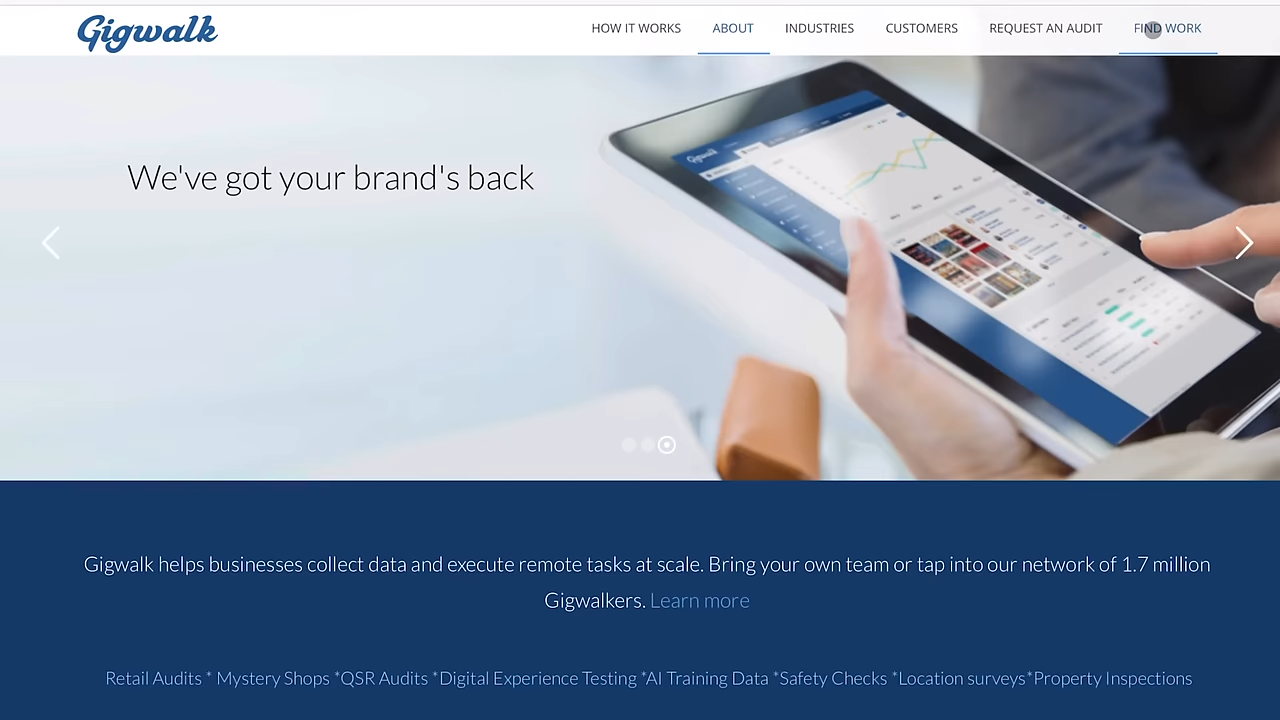 Gigwalk
HOW IT WORKS ABOUT INDUSTRIES CUSTOMERS REQUEST AN AUDIT FIND WORK
We've got your brand's back
Gigwalk helps businesses collect data and execute remote tasks at scale. Bring your own team or tap into our network of 1.7 million
Gigwalkers. Learn more
Retail Audits * Mystery Shops *QSR Audits *Digital Experience Testing *AI Training Data *Safety Checks *Location surveys*Property Inspections